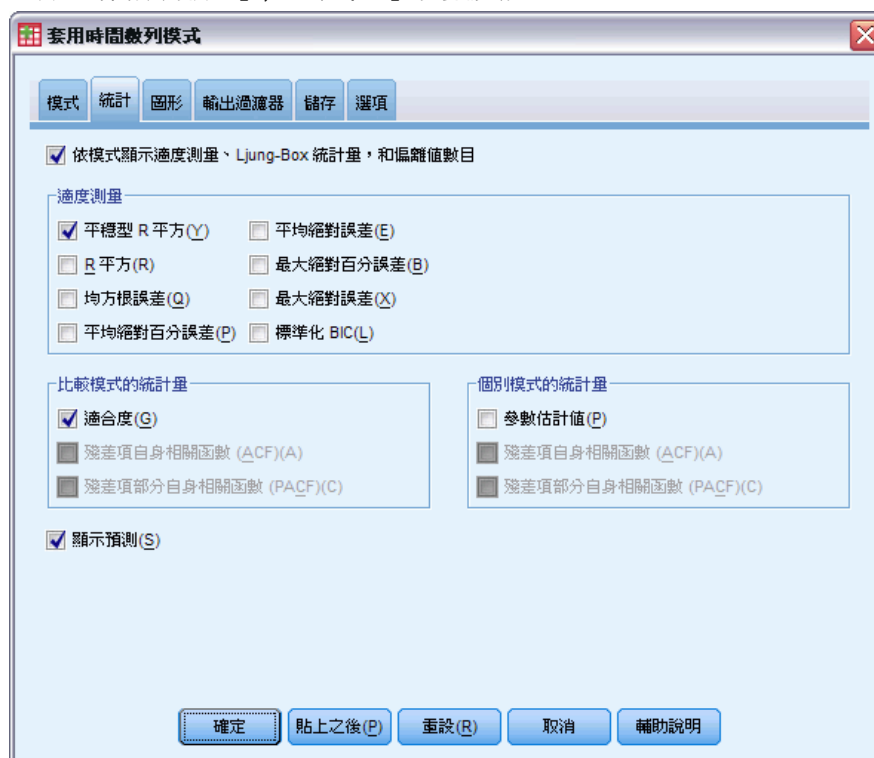 套用時間數列模式
模式 統計 圖形 輸出過濾器 儲存 選項
依模式顯示適度測量、Ljung-Box 統計量，和偏離值數目
適度測量
平穩型 R 平方(Y) 平均絕對誤差(E)
R 平方(R) 最大絕對百分誤差(B)
均方根誤差(Q) 最大絕對誤差(X)
平均絕對百分誤差(P) 標準化 BIC(L)
比較模式的統計量 個別模式的統計量
適合度(G) 參數估計值(P)
殘差項自身相關函數 (ACF)(A) 殘差項自身相關函數 (ACF)(A)
殘差項部分自身相關函數 (PACF)(C) 殘差項部分自身相關函數 (PACF)(C)
顯示預測(S)
確定 貼上之後(P) 重設(R) 取消 輔助說明